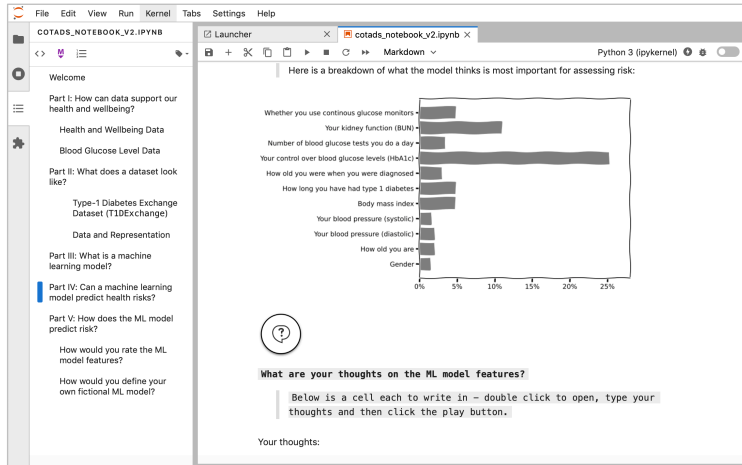 File Edit View Run Kernel Tabs Settings Help
COTADS_NOTEBOOK_V2.IPYNB
Welcome
Part I: How can data support our
health and wellbeing?
Health and Wellbeing Data
Blood Glucose Level Data
Part II: What does a dataset look
like?
Type-1 Diabetes Exchange
Dataset (T1DExchange)
Data and Representation
Part III: What is a machine
learning model?
Part IV: Can a machine learning
model predict health risks?
Part V: How does the ML model
predict risk?
How would you rate the ML
model features?
How would you define your
own fictional ML model?
Launcher
cotads_notebook_v2.ipynb
Markdown
Python 3 (ipykernel)
Here is a breakdown of what the model thinks is most important for assessing risk:
Whether you use continous glucose monitors
Your kidney function (BUN)
Number of blood glucose tests you do a day
Your control over blood glucose levels (HbA1c)
How old you were when you were diagnosed
How long you have had type 1 diabetes
Body mass index
Your blood pressure (systolic)
Your blood pressure (diastolic)
How old you are
Gender
0% 5% 10% 15% 20% 25%
What are your thoughts on the ML model features?
Below is a cell each to write in – double click to open, type your
thoughts and then click the play button.
Your thoughts: